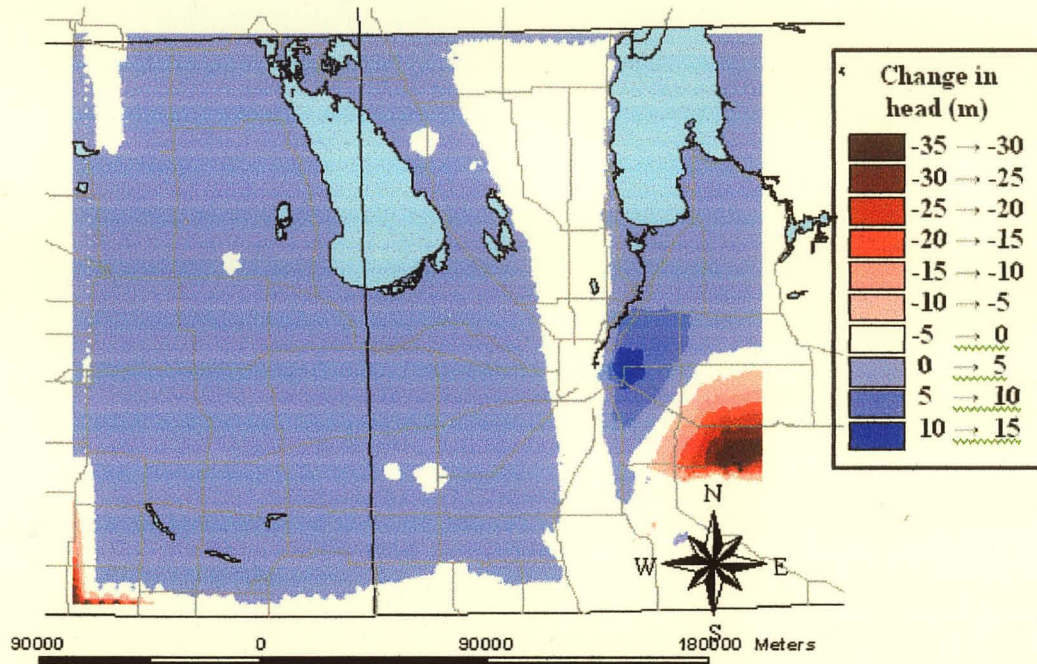 Change in
head (m)
-35 → -30
-30 → -25
-25 → -20
-20 → -15
-15 → -10
-10 → -5
-5 → 0
0 → 5
5 → 10
10 → 15
N
W E
S
90000 0 90000 180000 Meters